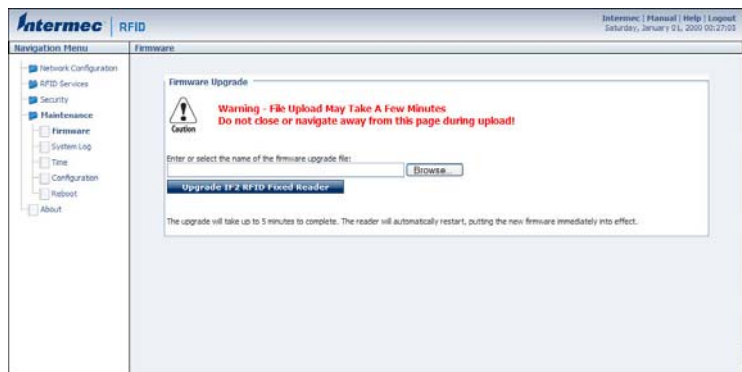 Intermec RFID
Intermec | Manual | Help | Logout
Saturday, January 01, 2000 00:27:03
Navigation Menu
Firmware
Network Configuration
RFID Services
Security
Maintenance
Firmware
System Log
Time
Configuration
Reboot
About
Firmware Upgrade
Caution
Warning - File Upload May Take A Few Minutes
Do not close or navigate away from this page during upload!
Enter or select the name of the firmware upgrade file:
Browse...
Upgrade IF2 RFID Fixed Reader
The upgrade will take up to 5 minutes to complete. The reader will automatically restart, putting the new firmware immediately into effect.